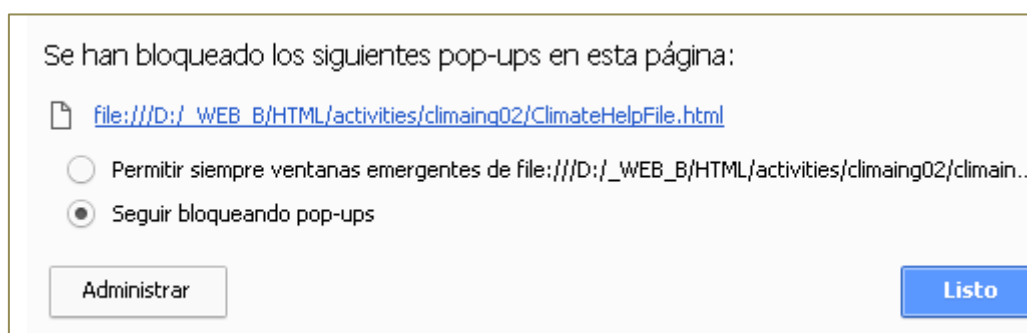 Se han bloqueado los siguientes pop-ups en esta página:
file:///D:/_WEB_B/HTML/activities/climaing02/ClimateHelpFile.html
Permitir siempre ventanas emergentes de file:///D:/_WEB_B/HTML/activities/climaing02/climain...
Seguir bloqueando pop-ups
Administrar
Listo